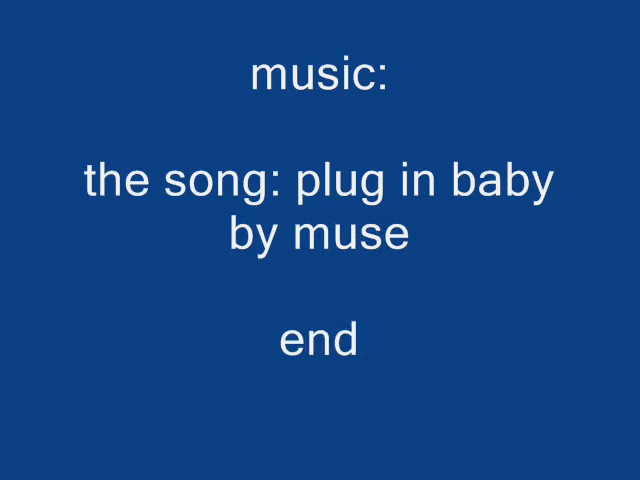 music:
the song: plug in baby
by muse
end